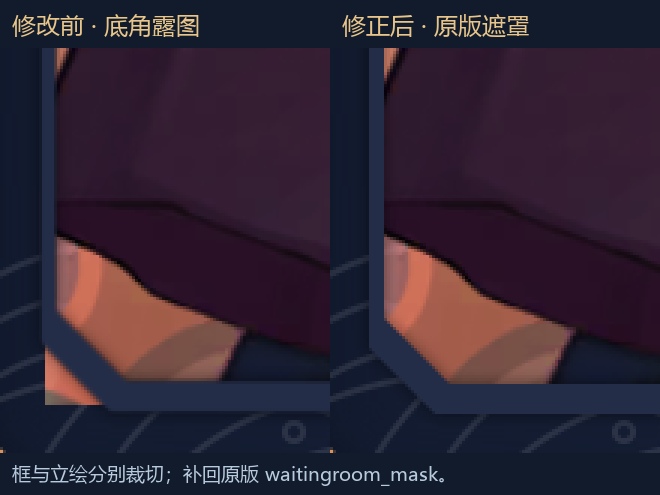 修改前 · 底角露图
修正后 · 原版遮罩
框与立绘分别裁切；补回原版 waitingroom_mask。